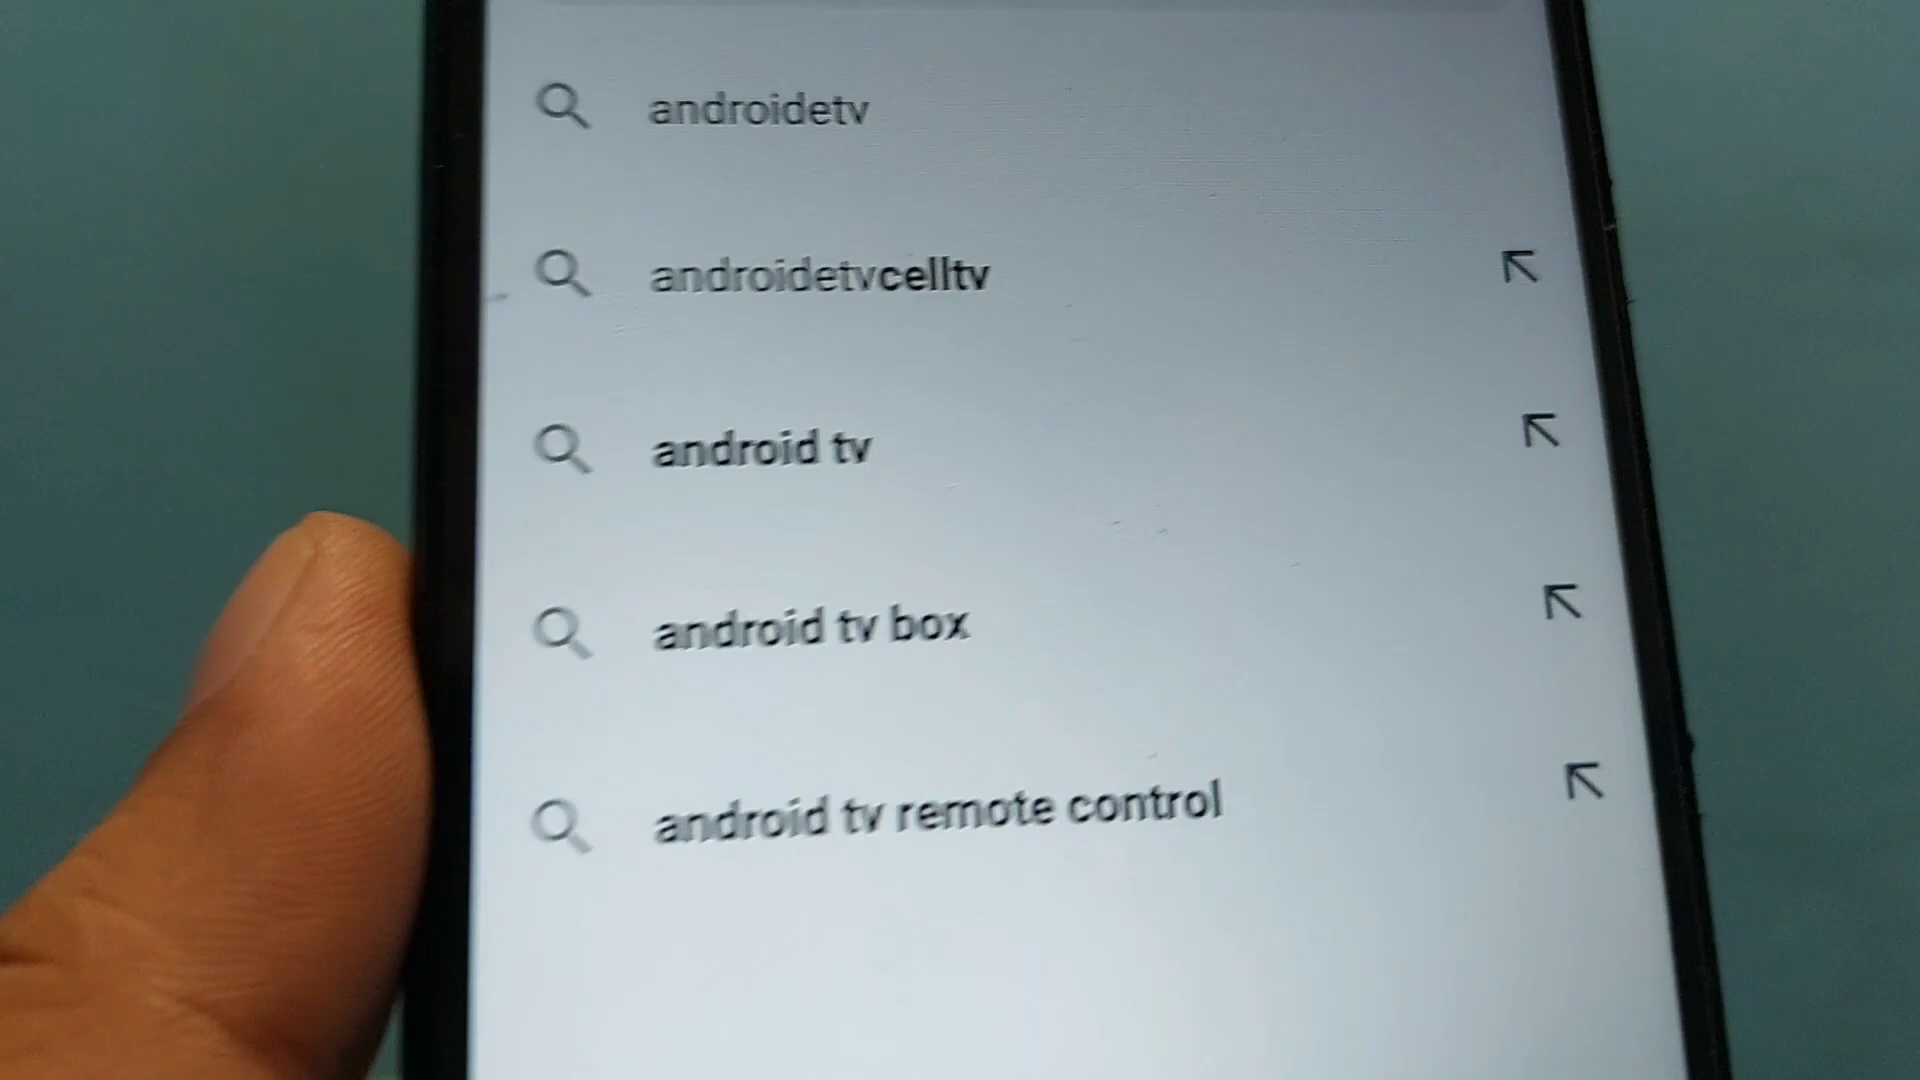 androidetv
androidetvcelltv
android tv
android tv box
android tv remote control